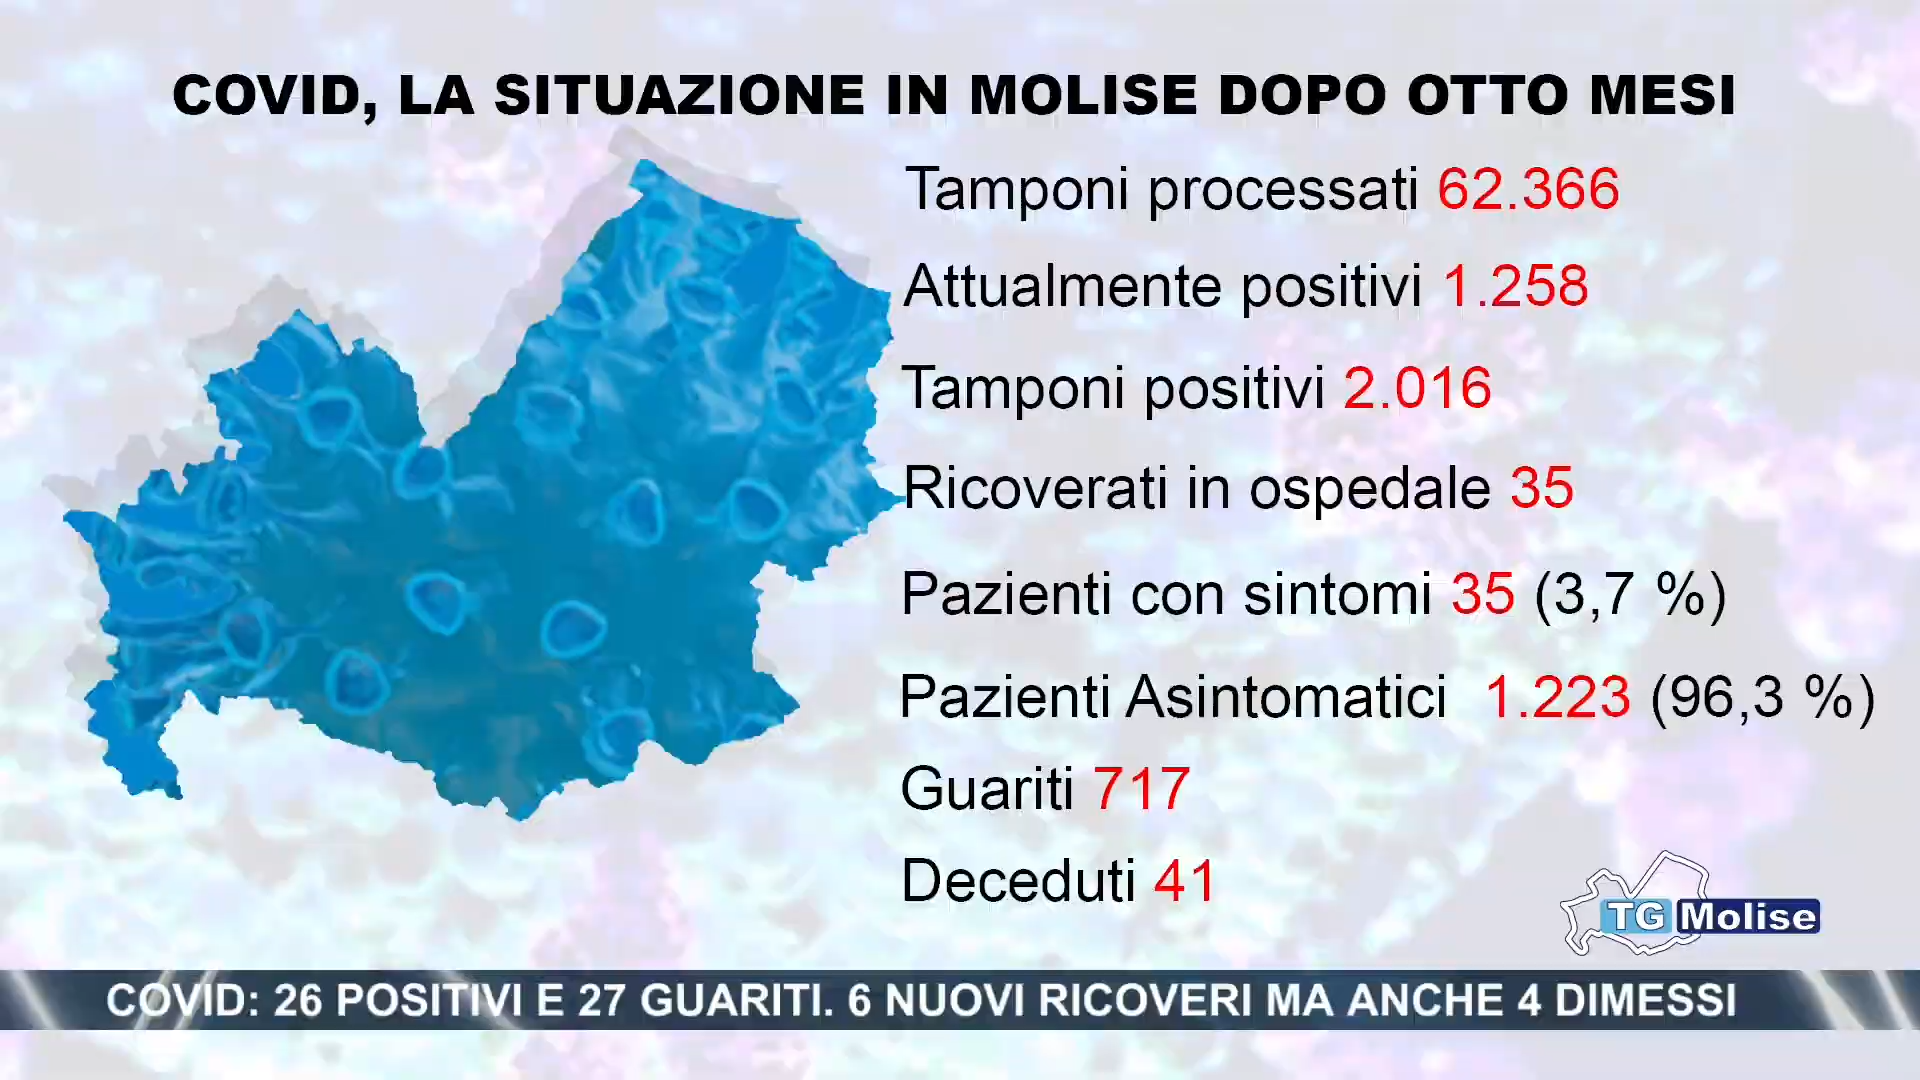 COVID, LA SITUAZIONE IN MOLISE DOPO OTTO MESI
Tamponi processati 62.366
Attualmente positivi 1.258
Tamponi positivi 2.016
Ricoverati in ospedale 35
Pazienti con sintomi 35 (3,7 %)
Pazienti Asintomatici 1.223 (96,3 %)
Guariti 717
Deceduti 41
TG Molise
COVID: 26 POSITIVI E 27 GUARITI. 6 NUOVI RICOVERI MA ANCHE 4 DIMESSI